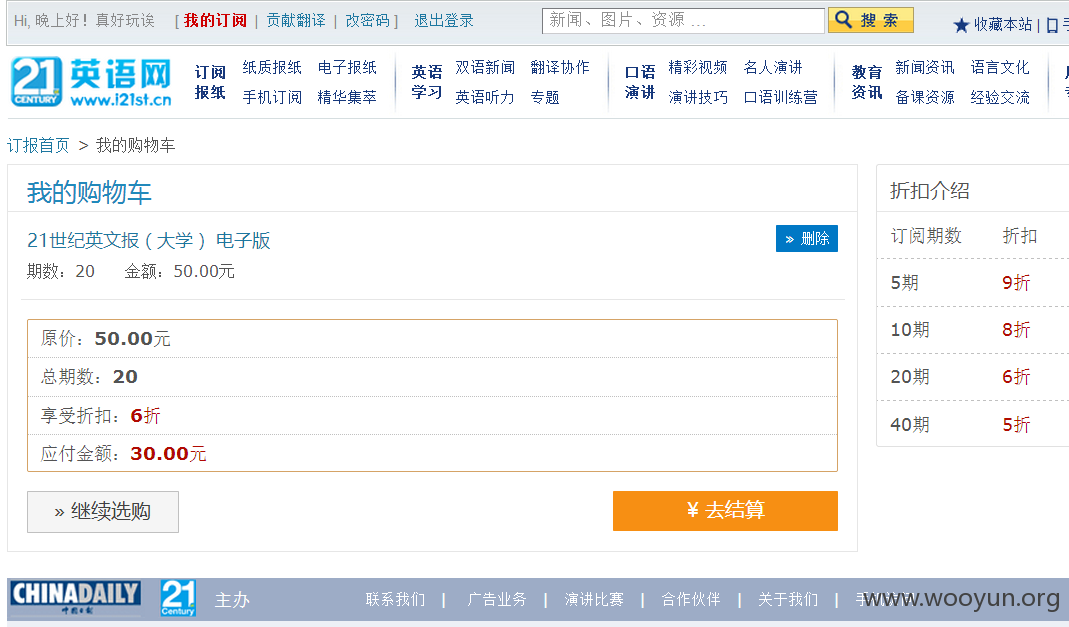 Hi, 晚上好！真好玩诶 [ 我的订阅 | 贡献翻译 | 改密码 ] 退出登录 新闻、图片、资源 ... 搜 索 收藏本站 |
21 CENTURY 英语网 www.i21st.cn
订阅报纸 纸质报纸 电子报纸 手机订阅 精华集萃
英语学习 双语新闻 翻译协作 英语听力 专题
口语演讲 精彩视频 名人演讲 演讲技巧 口语训练营
教育资讯 新闻资讯 语言文化 备课资源 经验交流
订报首页 > 我的购物车
我的购物车
21世纪英文报（大学） 电子版 » 删除
期数：20 金额：50.00元
原价：50.00元
总期数：20
享受折扣：6折
应付金额：30.00元
» 继续选购 ¥ 去结算
折扣介绍
订阅期数 折扣
5期 9折
10期 8折
20期 6折
40期 5折
CHINADAILY 中国日报 21 Century 主办 联系我们 | 广告业务 | 演讲比赛 | 合作伙伴 | 关于我们 |
www.wooyun.org